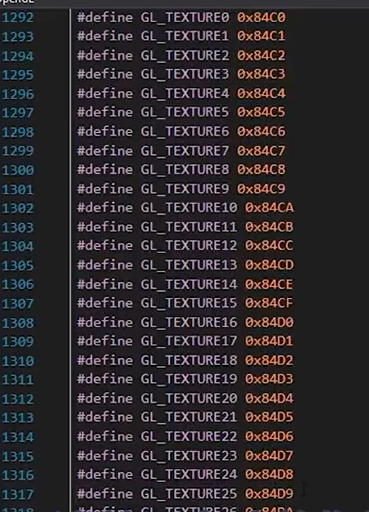 1292 #define GL_TEXTURE0 0x84C0
1293 #define GL_TEXTURE1 0x84C1
1294 #define GL_TEXTURE2 0x84C2
1295 #define GL_TEXTURE3 0x84C3
1296 #define GL_TEXTURE4 0x84C4
1297 #define GL_TEXTURE5 0x84C5
1298 #define GL_TEXTURE6 0x84C6
1299 #define GL_TEXTURE7 0x84C7
1300 #define GL_TEXTURE8 0x84C8
1301 #define GL_TEXTURE9 0x84C9
1302 #define GL_TEXTURE10 0x84CA
1303 #define GL_TEXTURE11 0x84CB
1304 #define GL_TEXTURE12 0x84CC
1305 #define GL_TEXTURE13 0x84CD
1306 #define GL_TEXTURE14 0x84CE
1307 #define GL_TEXTURE15 0x84CF
1308 #define GL_TEXTURE16 0x84D0
1309 #define GL_TEXTURE17 0x84D1
1310 #define GL_TEXTURE18 0x84D2
1311 #define GL_TEXTURE19 0x84D3
1312 #define GL_TEXTURE20 0x84D4
1313 #define GL_TEXTURE21 0x84D5
1314 #define GL_TEXTURE22 0x84D6
1315 #define GL_TEXTURE23 0x84D7
1316 #define GL_TEXTURE24 0x84D8
1317 #define GL_TEXTURE25 0x84D9
1318 #define GL_TEXTURE26 0x84DA